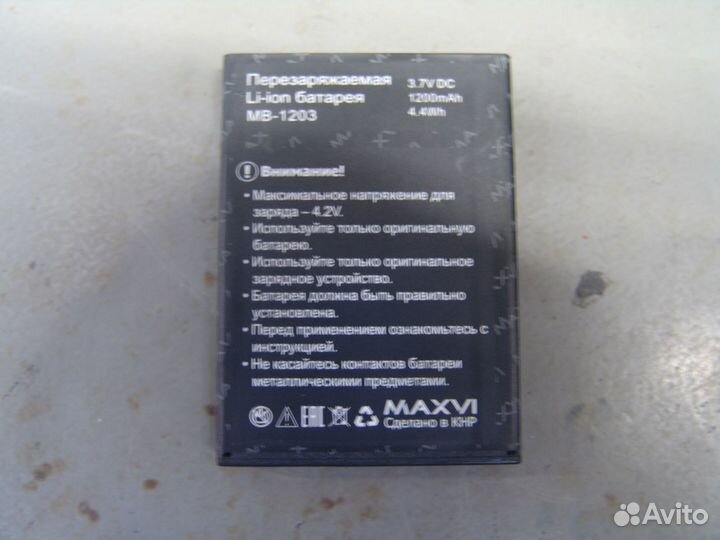 Перезаряжаемая
Li-ion батарея
MB-1203
3.7V DC
1200mAh
4.4Wh
Внимание!
• Максимальное напряжение для
заряда – 4.2V.
• Используйте только оригинальную
батарею.
• Используйте только оригинальное
зарядное устройство.
• Батарея должна быть правильно
установлена.
• Перед применением ознакомьтесь с
инструкцией.
• Не касайтесь контактов батареи
металлическими предметами.
EAC
MAXVI
Сделано в КНР
Avito